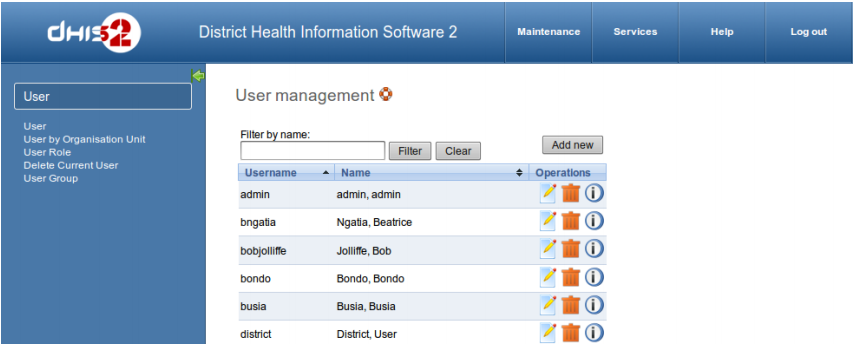 dHIS2
District Health Information Software 2
Maintenance
Services
Help
Log out
User
User
User by Organisation Unit
User Role
Delete Current User
User Group
User management
Filter by name:
Filter
Clear
Add new
Username
Name
Operations
admin
admin, admin
bngatia
Ngatia, Beatrice
bobjolliffe
Jolliffe, Bob
bondo
Bondo, Bondo
busia
Busia, Busia
district
District, User